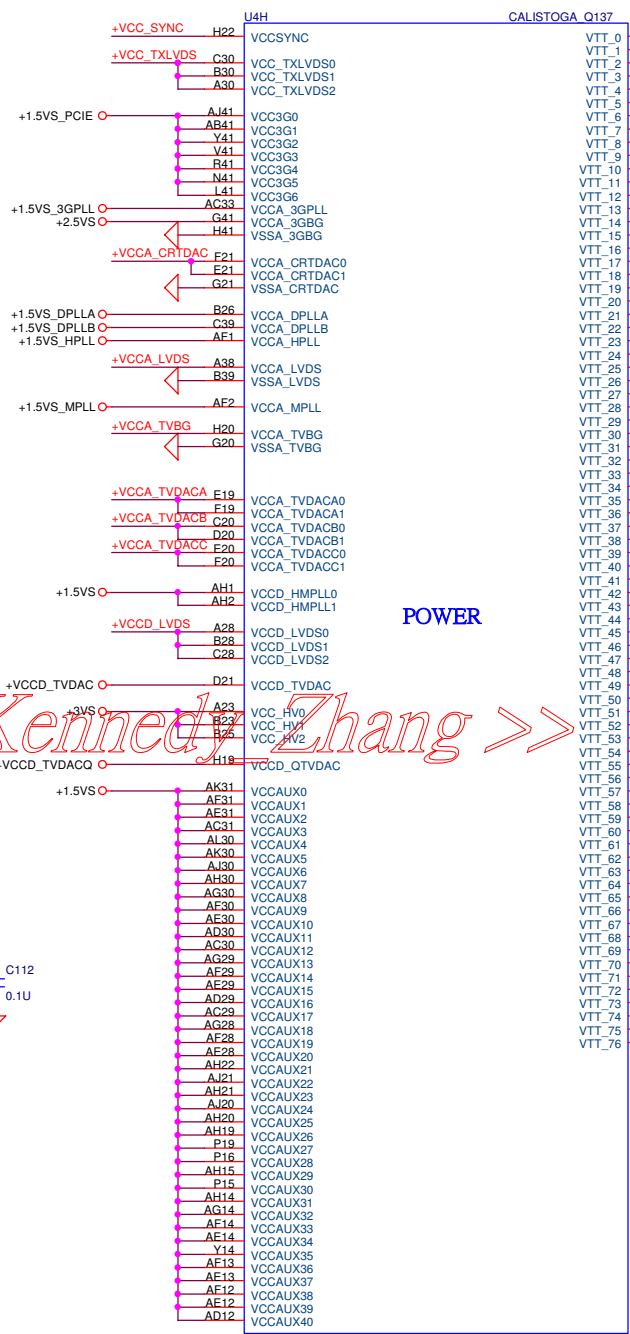 U4H CALISTOGA_Q137
+VCC_SYNC H22 VCCSYNC VTT_0
VTT_1
+VCC_TXLVDS C30 VCC_TXLVDS0 VTT_2
B30 VCC_TXLVDS1 VTT_3
A30 VCC_TXLVDS2 VTT_4
VTT_5
+1.5VS_PCIE AJ41 VCC3G0 VTT_6
AB41 VCC3G1 VTT_7
Y41 VCC3G2 VTT_8
V41 VCC3G3 VTT_9
R41 VCC3G4 VTT_10
N41 VCC3G5 VTT_11
L41 VCC3G6 VTT_12
+1.5VS_3GPLL AC33 VCCA_3GPLL VTT_13
+2.5VS G41 VCCA_3GBG VTT_14
H41 VSSA_3GBG VTT_15
VTT_16
+VCCA_CRTDAC F21 VCCA_CRTDAC0 VTT_17
E21 VCCA_CRTDAC1 VTT_18
G21 VSSA_CRTDAC VTT_19
VTT_20
+1.5VS_DPLLA B26 VCCA_DPLLA VTT_21
+1.5VS_DPLLB C39 VCCA_DPLLB VTT_22
+1.5VS_HPLL AF1 VCCA_HPLL VTT_23
VTT_24
+VCCA_LVDS A38 VCCA_LVDS VTT_25
B39 VSSA_LVDS VTT_26
VTT_27
+1.5VS_MPLL AF2 VCCA_MPLL VTT_28
VTT_29
+VCCA_TVBG H20 VCCA_TVBG VTT_30
G20 VSSA_TVBG VTT_31
VTT_32
VTT_33
VTT_34
+VCCA_TVDACA E19 VCCA_TVDACA0 VTT_35
F19 VCCA_TVDACA1 VTT_36
+VCCA_TVDACB C20 VCCA_TVDACB0 VTT_37
D20 VCCA_TVDACB1 VTT_38
+VCCA_TVDACC E20 VCCA_TVDACC0 VTT_39
F20 VCCA_TVDACC1 VTT_40
VTT_41
+1.5VS AH1 VCCD_HMPLL0 VTT_42
AH2 VCCD_HMPLL1 VTT_43
POWER VTT_44
+VCCD_LVDS A28 VCCD_LVDS0 VTT_45
B28 VCCD_LVDS1 VTT_46
C28 VCCD_LVDS2 VTT_47
VTT_48
+VCCD_TVDAC D21 VCCD_TVDAC VTT_49
VTT_50
+3VS A23 VCC_HV0 VTT_51
Kennedy_Zhang >>
B23 VCC_HV1 VTT_52
B25 VCC_HV2 VTT_53
VTT_54
+VCCD_TVDACQ H19 VCCD_QTVDAC VTT_55
VTT_56
+1.5VS AK31 VCCAUX0 VTT_57
AF31 VCCAUX1 VTT_58
AE31 VCCAUX2 VTT_59
AC31 VCCAUX3 VTT_60
AL30 VCCAUX4 VTT_61
AK30 VCCAUX5 VTT_62
AJ30 VCCAUX6 VTT_63
AH30 VCCAUX7 VTT_64
AG30 VCCAUX8 VTT_65
AF30 VCCAUX9 VTT_66
AE30 VCCAUX10 VTT_67
AD30 VCCAUX11 VTT_68
AC30 VCCAUX12 VTT_69
AG29 VCCAUX13 VTT_70
C112 AF29 VCCAUX14 VTT_71
AE29 VCCAUX15 VTT_72
0.1U AD29 VCCAUX16 VTT_73
AC29 VCCAUX17 VTT_74
AG28 VCCAUX18 VTT_75
AF28 VCCAUX19 VTT_76
AE28 VCCAUX20
AH22 VCCAUX21
AJ21 VCCAUX22
AH21 VCCAUX23
AJ20 VCCAUX24
AH20 VCCAUX25
AH19 VCCAUX26
P19 VCCAUX27
P16 VCCAUX28
AH15 VCCAUX29
P15 VCCAUX30
AH14 VCCAUX31
AG14 VCCAUX32
AF14 VCCAUX33
AE14 VCCAUX34
Y14 VCCAUX35
AF13 VCCAUX36
AE13 VCCAUX37
AF12 VCCAUX38
AE12 VCCAUX39
AD12 VCCAUX40